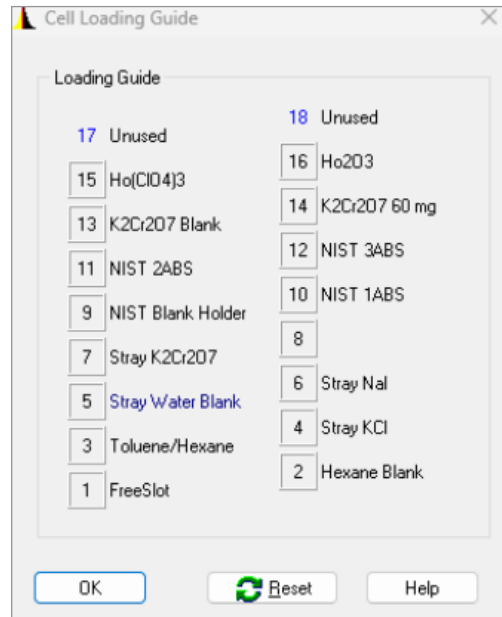 Cell Loading Guide
Loading Guide
17 Unused
18 Unused
15 Ho(ClO4)3
16 Ho2O3
13 K2Cr2O7 Blank
14 K2Cr2O7 60 mg
11 NIST 2ABS
12 NIST 3ABS
9 NIST Blank Holder
10 NIST 1ABS
7 Stray K2Cr2O7
8
5 Stray Water Blank
6 Stray NaI
3 Toluene/Hexane
4 Stray KCl
1 FreeSlot
2 Hexane Blank
OK
Reset
Help